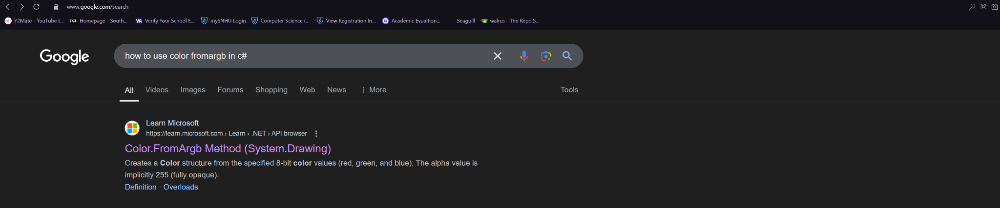 www.google.com/search
Y2Mate - YouTube t...
D2L Homepage - South...
VA Verify Your School E...
mySNHU Login
Computer Science (...
View Registration In...
Academic Evualtion...
Seaguill
walrus - The Repo S...
Google
how to use color fromargb in c#
All
Videos
Images
Forums
Shopping
Web
News
More
Tools
Learn Microsoft
https://learn.microsoft.com › Learn › .NET › API browser
Color.FromArgb Method (System.Drawing)
Creates a Color structure from the specified 8-bit color values (red, green, and blue). The alpha value is
implicitly 255 (fully opaque).
Definition · Overloads